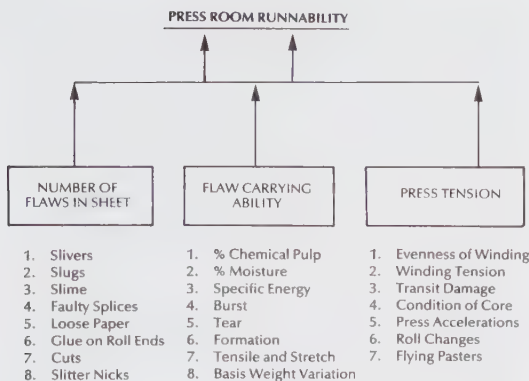 PRESS ROOM RUNNABILITY
NUMBER OF
FLAWS IN SHEET
1. Slivers
2. Slugs
3. Slime
4. Faulty Splices
5. Loose Paper
6. Glue on Roll Ends
7. Cuts
8. Slitter Nicks
FLAW CARRYING
ABILITY
1. % Chemical Pulp
2. % Moisture
3. Specific Energy
4. Burst
5. Tear
6. Formation
7. Tensile and Stretch
8. Basis Weight Variation
PRESS TENSION
1. Evenness of Winding
2. Winding Tension
3. Transit Damage
4. Condition of Core
5. Press Accelerations
6. Roll Changes
7. Flying Pasters